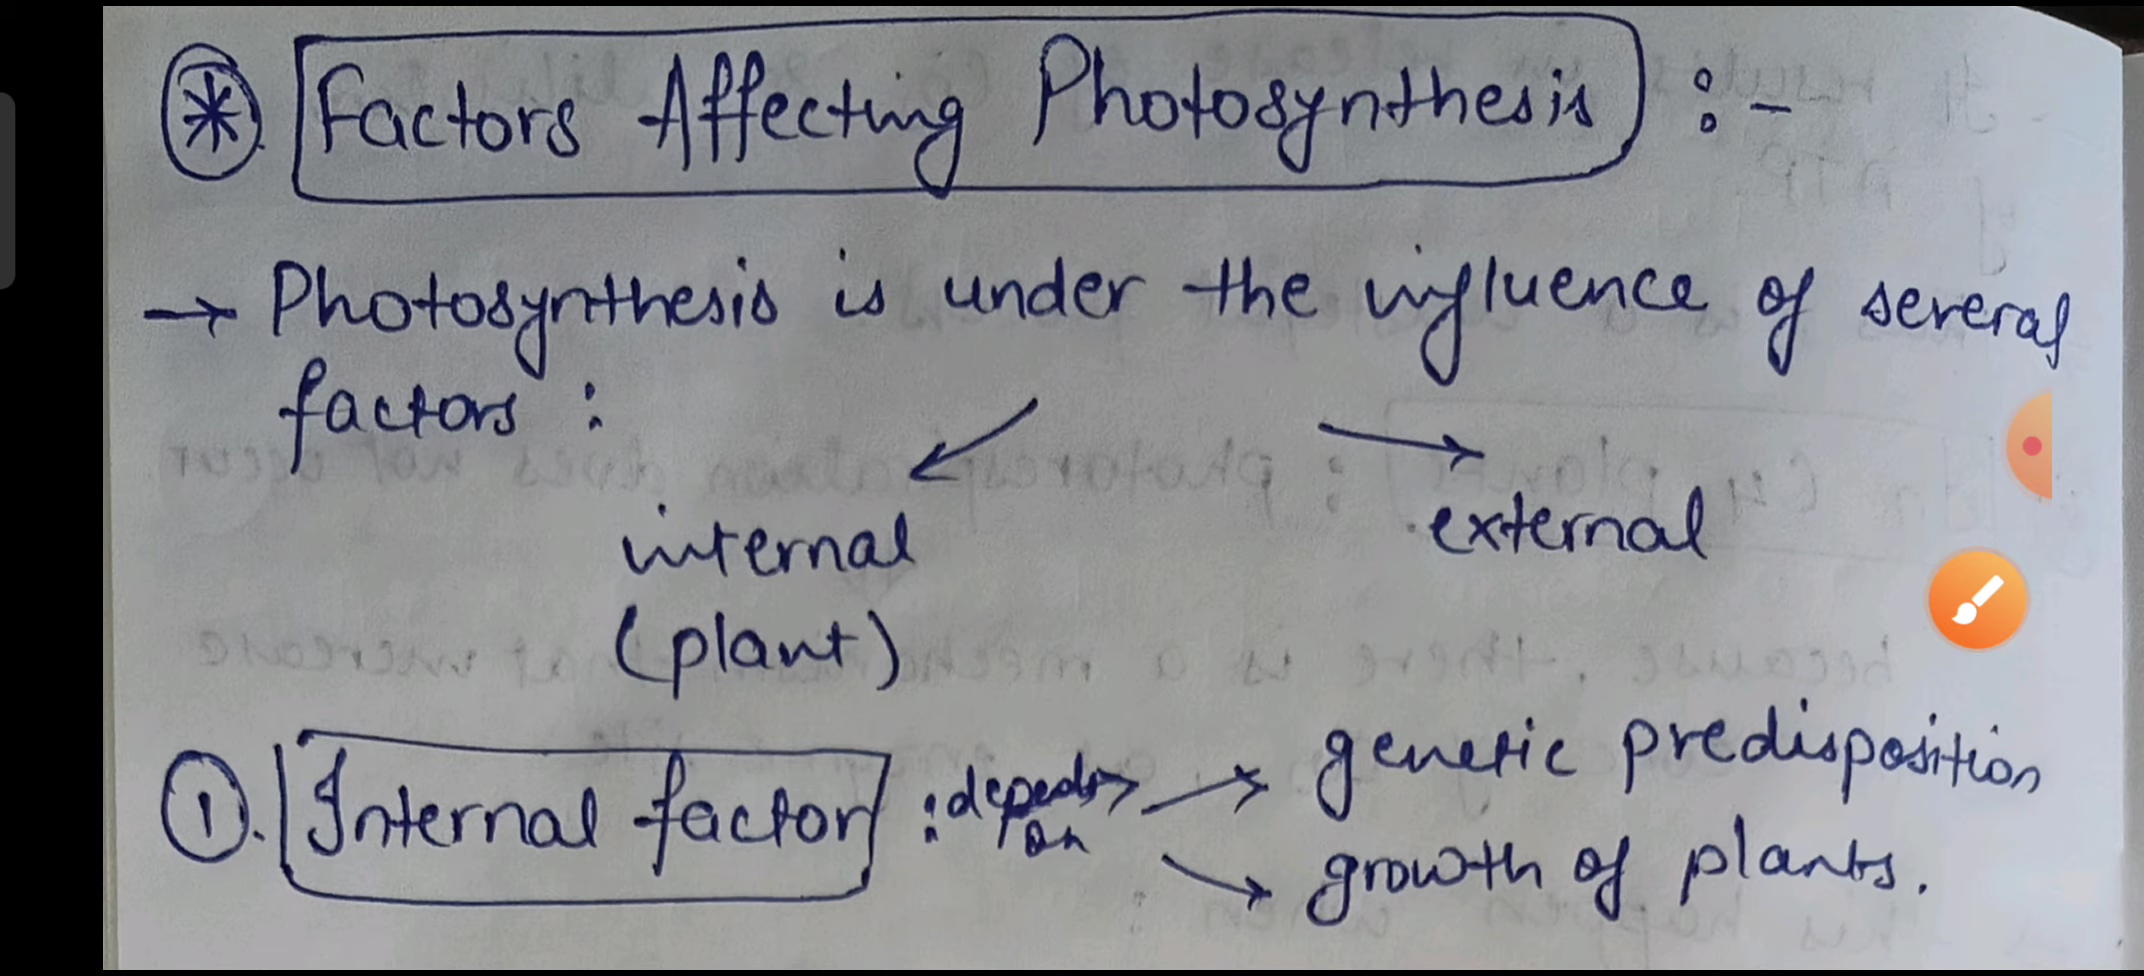 * Factors Affecting Photosynthesis :-
→ Photosynthesis is under the influence of several
factors :
internal external
(plant)
①. Internal factor : depends on → genetic predisposition
→ growth of plants.